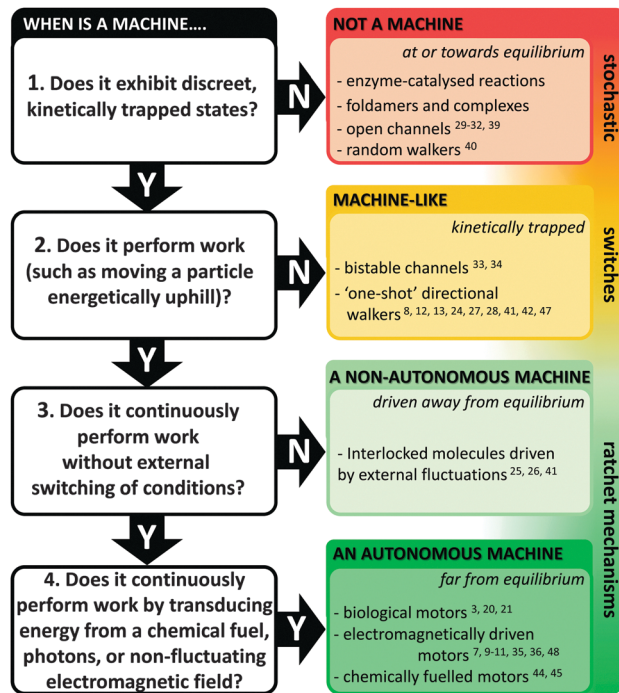 WHEN IS A MACHINE....
1. Does it exhibit discreet,
kinetically trapped states?
N
NOT A MACHINE
at or towards equilibrium
- enzyme-catalysed reactions
- foldamers and complexes
- open channels 29-32, 39
- random walkers 40
stochastic
Y
2. Does it perform work
(such as moving a particle
energetically uphill)?
N
MACHINE-LIKE
kinetically trapped
- bistable channels 33, 34
- ‘one-shot’ directional
walkers 8, 12, 13, 24, 27, 28, 41, 42, 47
switches
Y
3. Does it continuously
perform work
without external
switching of conditions?
N
A NON-AUTONOMOUS MACHINE
driven away from equilibrium
- Interlocked molecules driven
by external fluctuations 25, 26, 41
ratchet mechanisms
Y
4. Does it continuously
perform work by transducing
energy from a chemical fuel,
photons, or non-fluctuating
electromagnetic field?
Y
AN AUTONOMOUS MACHINE
far from equilibrium
- biological motors 3, 20, 21
- electromagnetically driven
motors 7, 9-11, 35, 36, 48
- chemically fuelled motors 44, 45